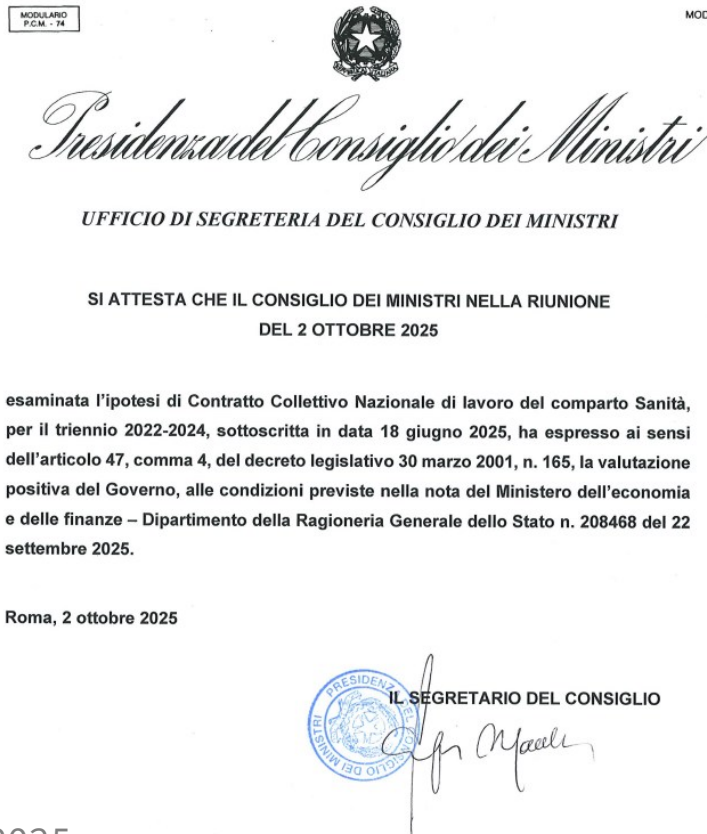 MODULARIO
P.C.M. - 74
MOD
REPVBBLICA ITALIANA
Presidenza del Consiglio dei Ministri
UFFICIO DI SEGRETERIA DEL CONSIGLIO DEI MINISTRI
SI ATTESTA CHE IL CONSIGLIO DEI MINISTRI NELLA RIUNIONE
DEL 2 OTTOBRE 2025
esaminata l'ipotesi di Contratto Collettivo Nazionale di lavoro del comparto Sanità,
per il triennio 2022-2024, sottoscritta in data 18 giugno 2025, ha espresso ai sensi
dell'articolo 47, comma 4, del decreto legislativo 30 marzo 2001, n. 165, la valutazione
positiva del Governo, alle condizioni previste nella nota del Ministero dell'economia
e delle finanze – Dipartimento della Ragioneria Generale dello Stato n. 208468 del 22
settembre 2025.
Roma, 2 ottobre 2025
PRESIDENZA DEL CONSIGLIO DEI MINISTRI
IL SEGRETARIO DEL CONSIGLIO